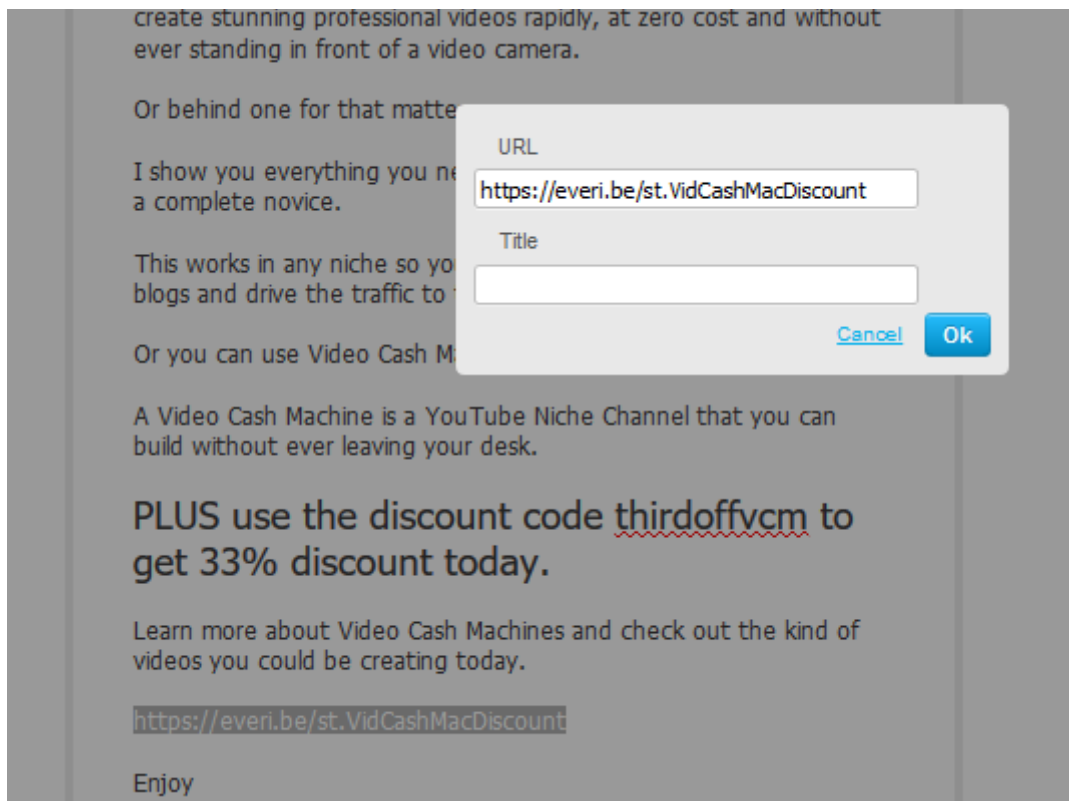 create stunning professional videos rapidly, at zero cost and without
ever standing in front of a video camera.
Or behind one for that matte
I show you everything you ne
a complete novice.
This works in any niche so yo
blogs and drive the traffic to
Or you can use Video Cash M
URL
https://everi.be/st.VidCashMacDiscount
Title
Cancel
Ok
A Video Cash Machine is a YouTube Niche Channel that you can
build without ever leaving your desk.
PLUS use the discount code thirdoffvcm to
get 33% discount today.
Learn more about Video Cash Machines and check out the kind of
videos you could be creating today.
https://everi.be/st.VidCashMacDiscount
Enjoy